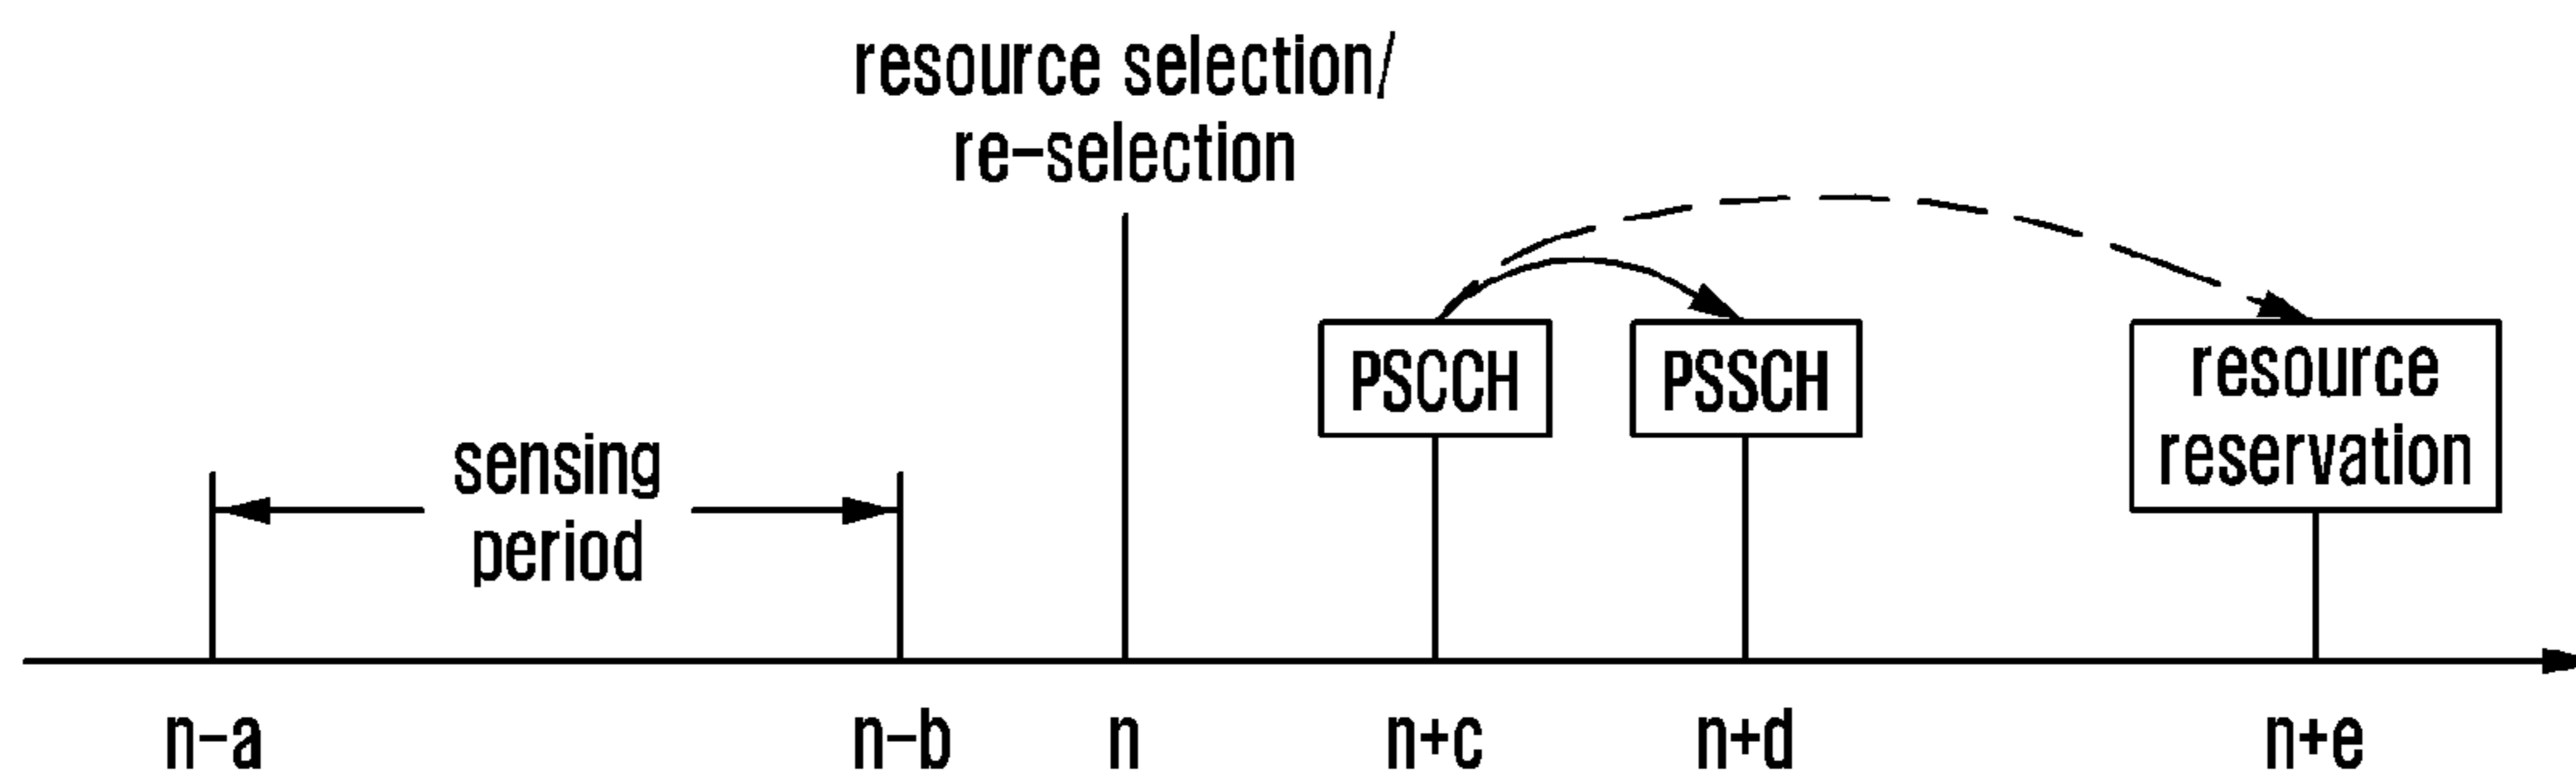 resource selection/
re-selection
PSCCH
PSSCH
resource
reservation
sensing
period
n-a
n-b
n
n+c
n+d
n+e